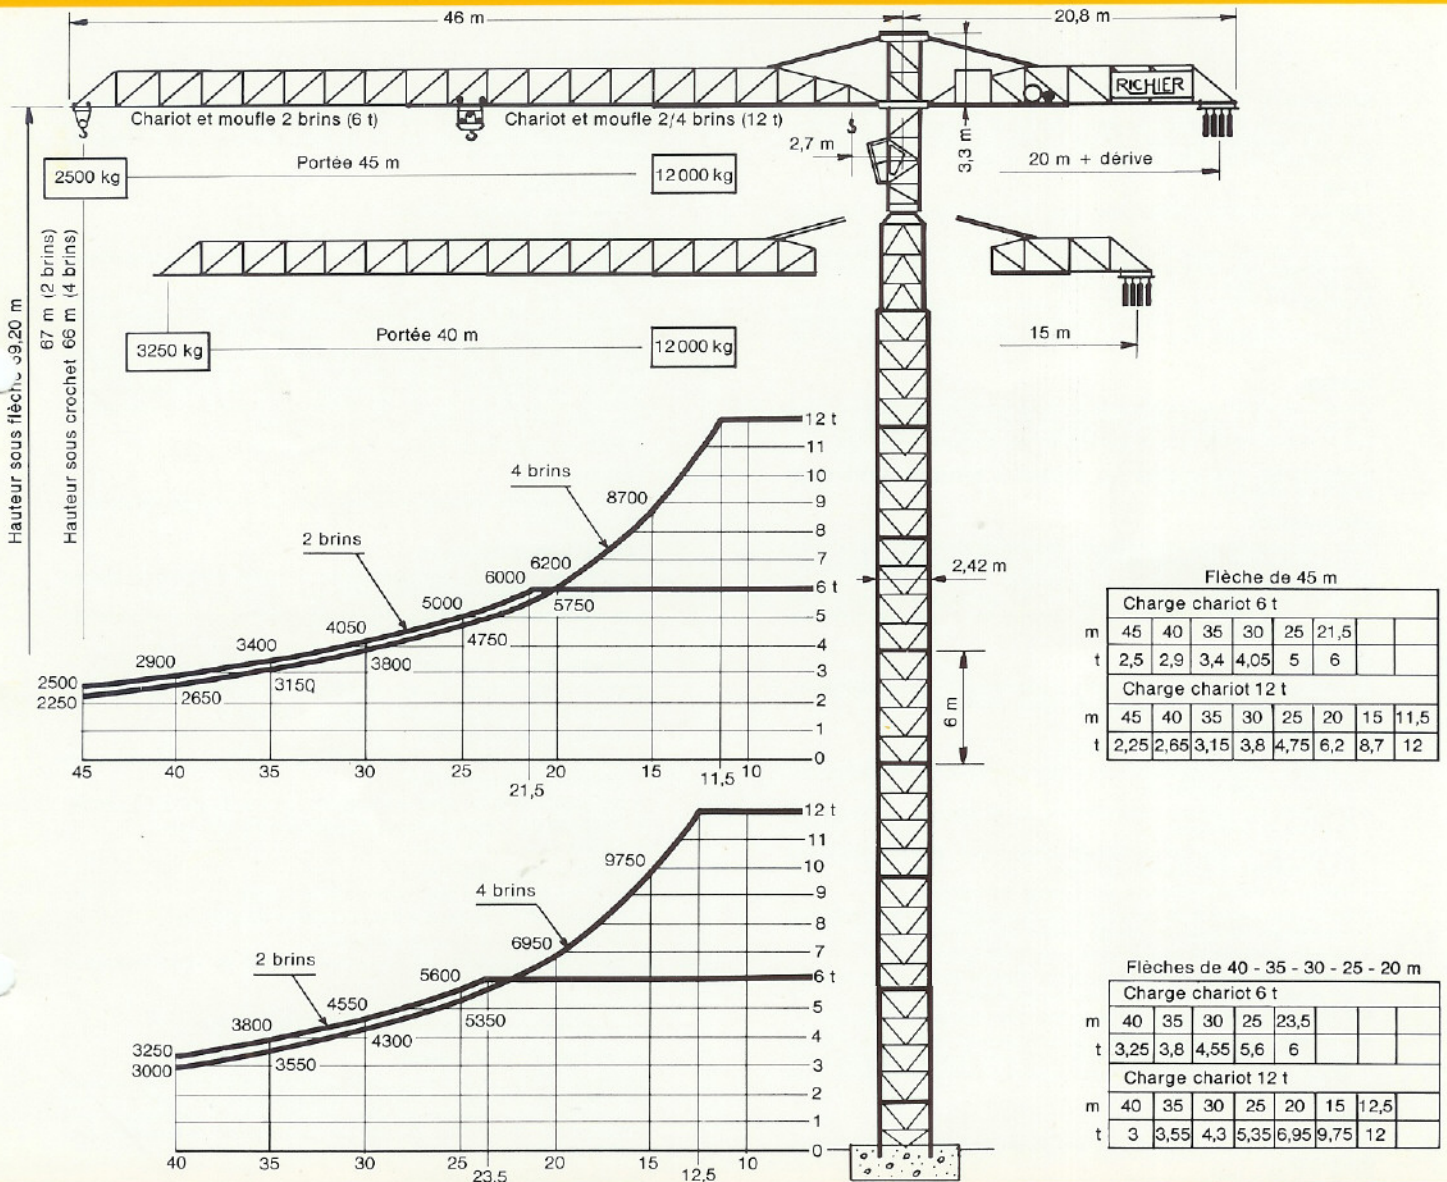 46 m
20,8 m
RICHIER
Chariot et moufle 2 brins (6 t)
Chariot et moufle 2/4 brins (12 t)
2,7 m
3,3 m
20 m + dérive
2500 kg
Portée 45 m
12000 kg
Hauteur sous flèche 59,20 m
67 m (2 brins)
Hauteur sous crochet 66 m (4 brins)
3250 kg
Portée 40 m
12000 kg
15 m
12 t
11
10
9
8
7
6 t
5
4
3
2
1
0
4 brins
2 brins
8700
6200
6000
5750
5000
4750
4050
3800
3400
3150
2900
2650
2500
2250
45
40
35
30
25
21,5
20
15
11,5
10
2,42 m
6 m
12 t
11
10
9
8
7
6 t
5
4
3
2
1
0
4 brins
2 brins
9750
6950
5600
5350
4550
4300
3800
3550
3250
3000
40
35
30
25
23,5
20
15
12,5
10
Flèche de 45 m
Charge chariot 6 t
m 45 40 35 30 25 21,5
t 2,5 2,9 3,4 4,05 5 6
Charge chariot 12 t
m 45 40 35 30 25 20 15 11,5
t 2,25 2,65 3,15 3,8 4,75 6,2 8,7 12
Flèches de 40 - 35 - 30 - 25 - 20 m
Charge chariot 6 t
m 40 35 30 25 23,5
t 3,25 3,8 4,55 5,6 6
Charge chariot 12 t
m 40 35 30 25 20 15 12,5
t 3 3,55 4,3 5,35 6,95 9,75 12